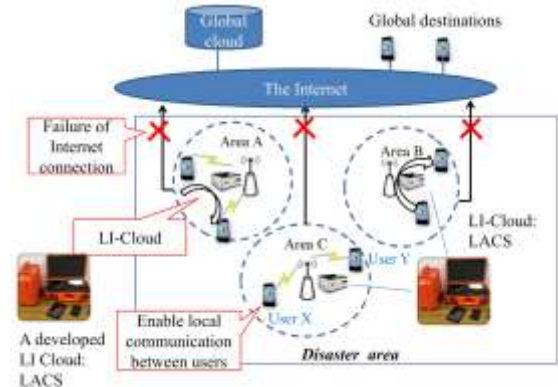 Global
cloud
Global destinations
The Internet
Failure of
Internet
connection
Area A
Area B
LI-Cloud
LI-Cloud:
LACS
Area C
User Y
User X
Enable local
communication
between users
A developed
LI Cloud:
LACS
Disaster area